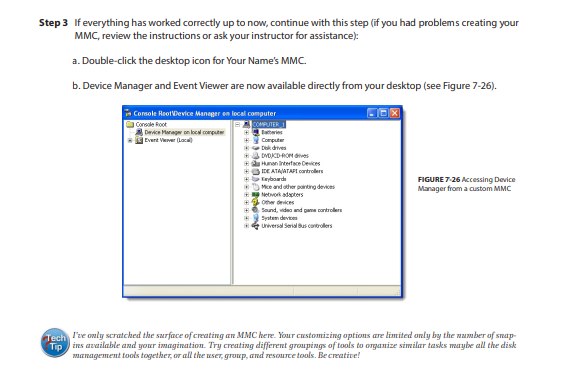 Step 3 If everything has worked correctly up to now, continue with this step (if you had problems creating your
MMC, review the instructions or ask your instructor for assistance):
a. Double-click the desktop icon for Your Name's MMC.
b. Device Manager and Event Viewer are now available directly from your desktop (see Figure 7-26).
Console Root\Device Manager on local computer
Console Root
Device Manager on local computer
Event Viewer (Local)
COMPUTER_1
Batteries
Computer
Disk drives
DVD/CD-ROM drives
Human Interface Devices
IDE ATA/ATAPI controllers
Keyboards
Mice and other pointing devices
Network adapters
Other devices
Sound, video and game controllers
System devices
Universal Serial Bus controllers
FIGURE 7-26 Accessing Device
Manager from a custom MMC
Tech
Tip
I've only scratched the surface of creating an MMC here. Your customizing options are limited only by the number of snap-
ins available and your imagination. Try creating different groupings of tools to organize similar tasks maybe all the disk
management tools together, or all the user, group, and resource tools. Be creative!